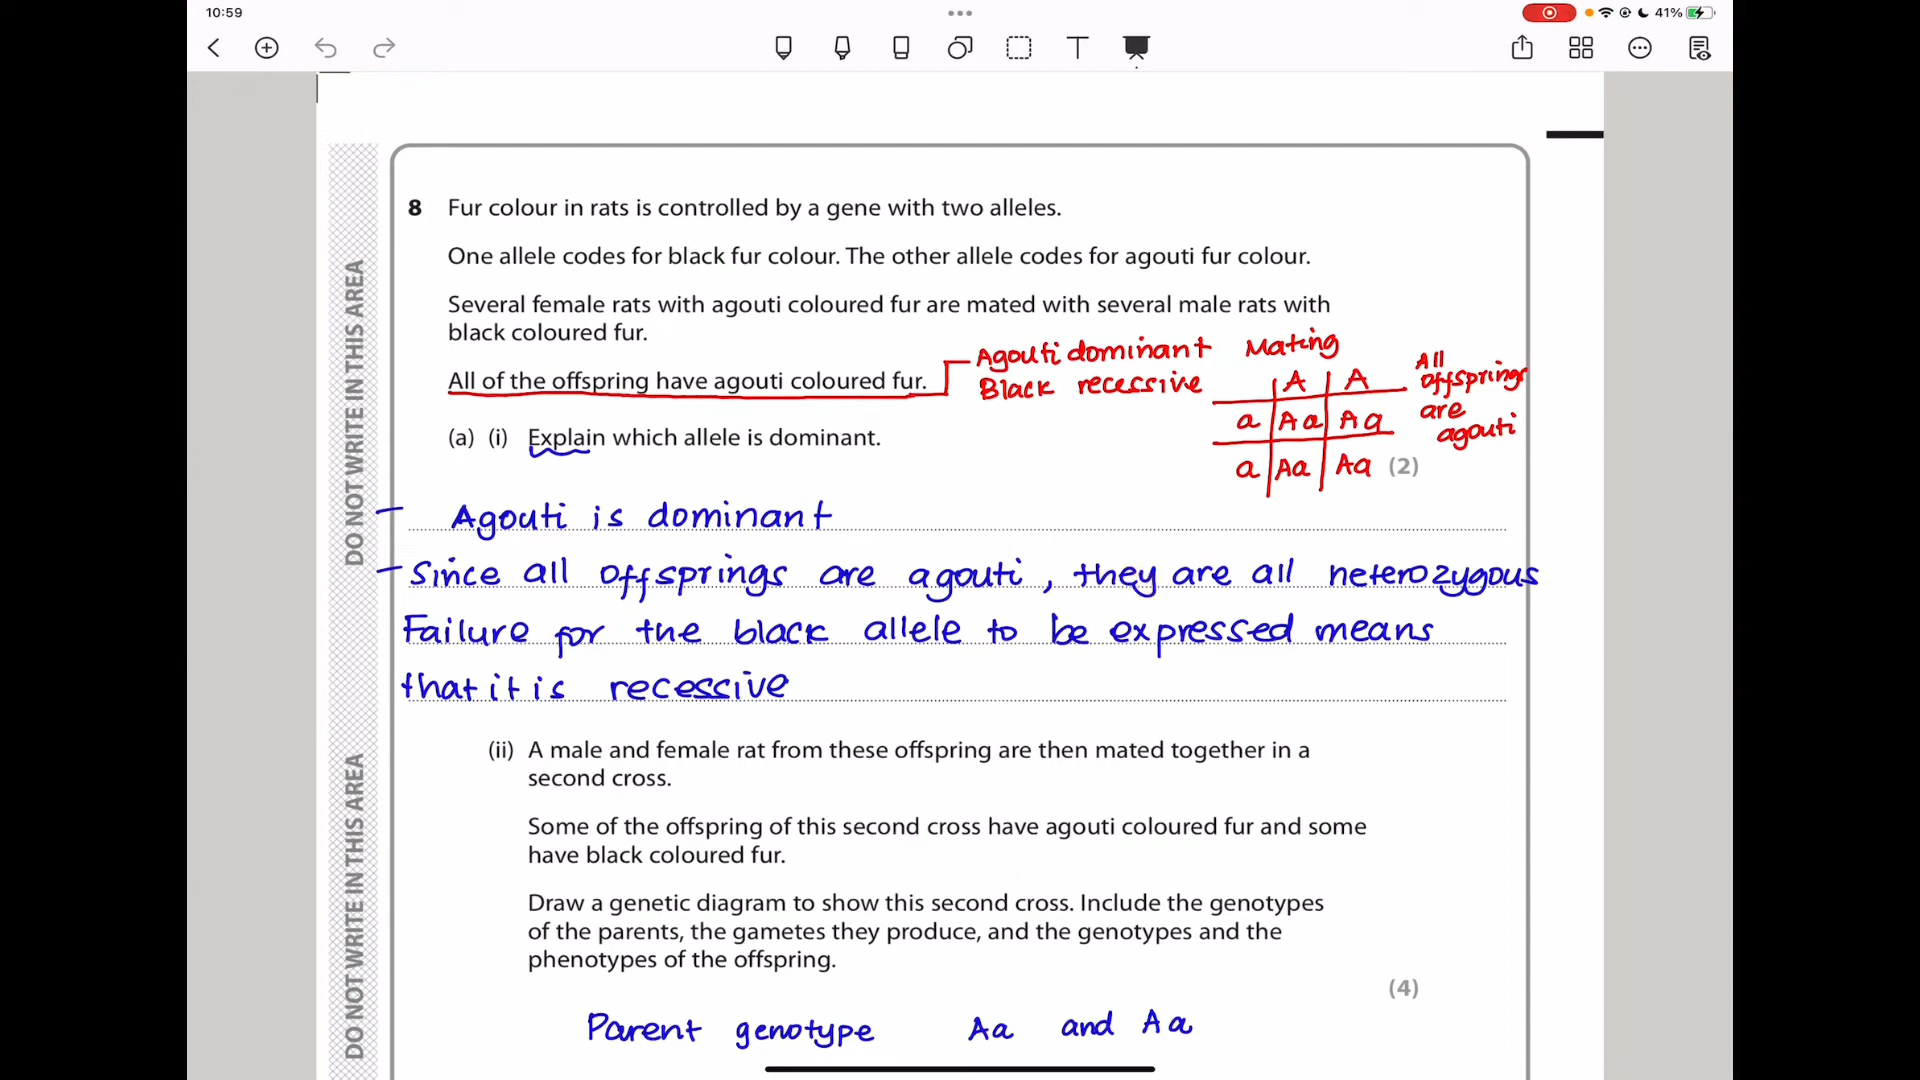 10:59
41%
8 Fur colour in rats is controlled by a gene with two alleles.
One allele codes for black fur colour. The other allele codes for agouti fur colour.
Several female rats with agouti coloured fur are mated with several male rats with
black coloured fur.
All of the offspring have agouti coloured fur.
Agouti dominant
Black recessive
Mating
A A
a Aa Aa
a Aa Aa
All
offsprings
are
agouti
(a) (i) Explain which allele is dominant.
(2)
– Agouti is dominant
– Since all offsprings are agouti, they are all heterozygous
Failure for the black allele to be expressed means
that it is recessive
(ii) A male and female rat from these offspring are then mated together in a
second cross.
Some of the offspring of this second cross have agouti coloured fur and some
have black coloured fur.
Draw a genetic diagram to show this second cross. Include the genotypes
of the parents, the gametes they produce, and the genotypes and the
phenotypes of the offspring.
(4)
Parent genotype Aa and Aa
DO NOT WRITE IN THIS AREA
DO NOT WRITE IN THIS AREA